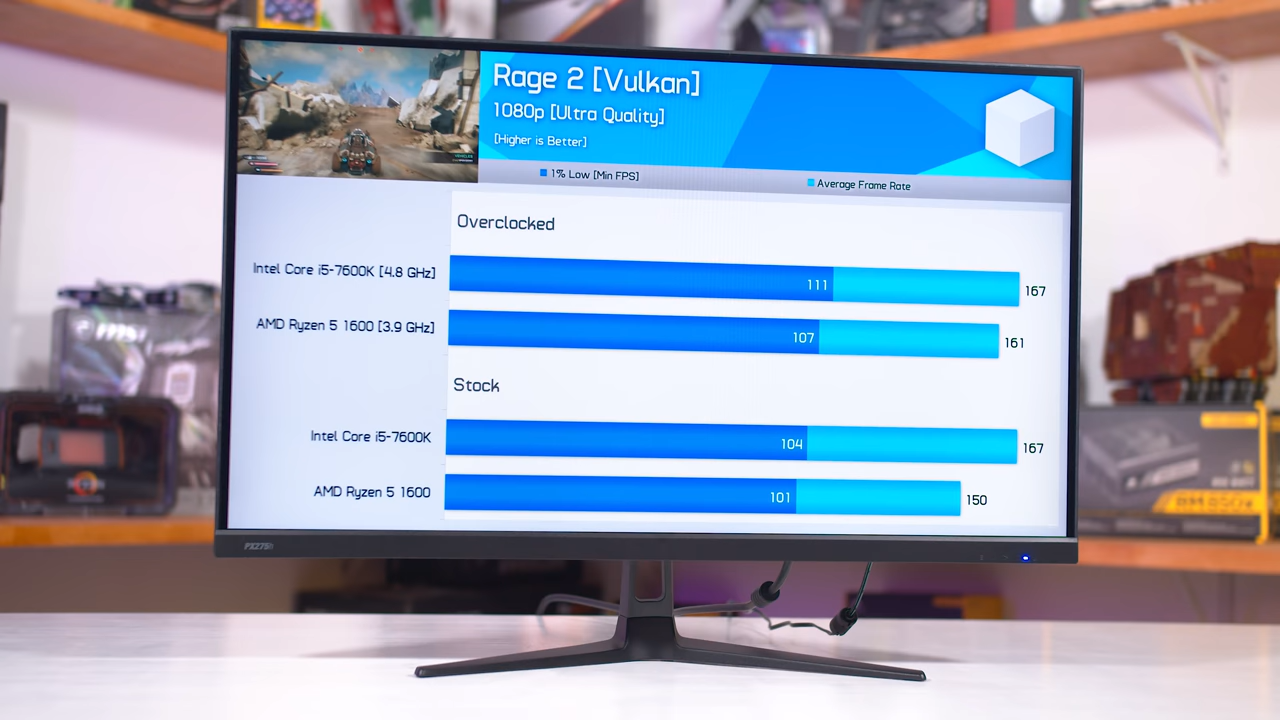 Rage 2 [Vulkan]
1080p [Ultra Quality]
[Higher is Better]
1% Low [Min FPS]
Average Frame Rate
Overclocked
Intel Core i5-7600K [4.8 GHz]
111
167
AMD Ryzen 5 1600 [3.9 GHz]
107
161
Stock
Intel Core i5-7600K
104
167
AMD Ryzen 5 1600
101
150